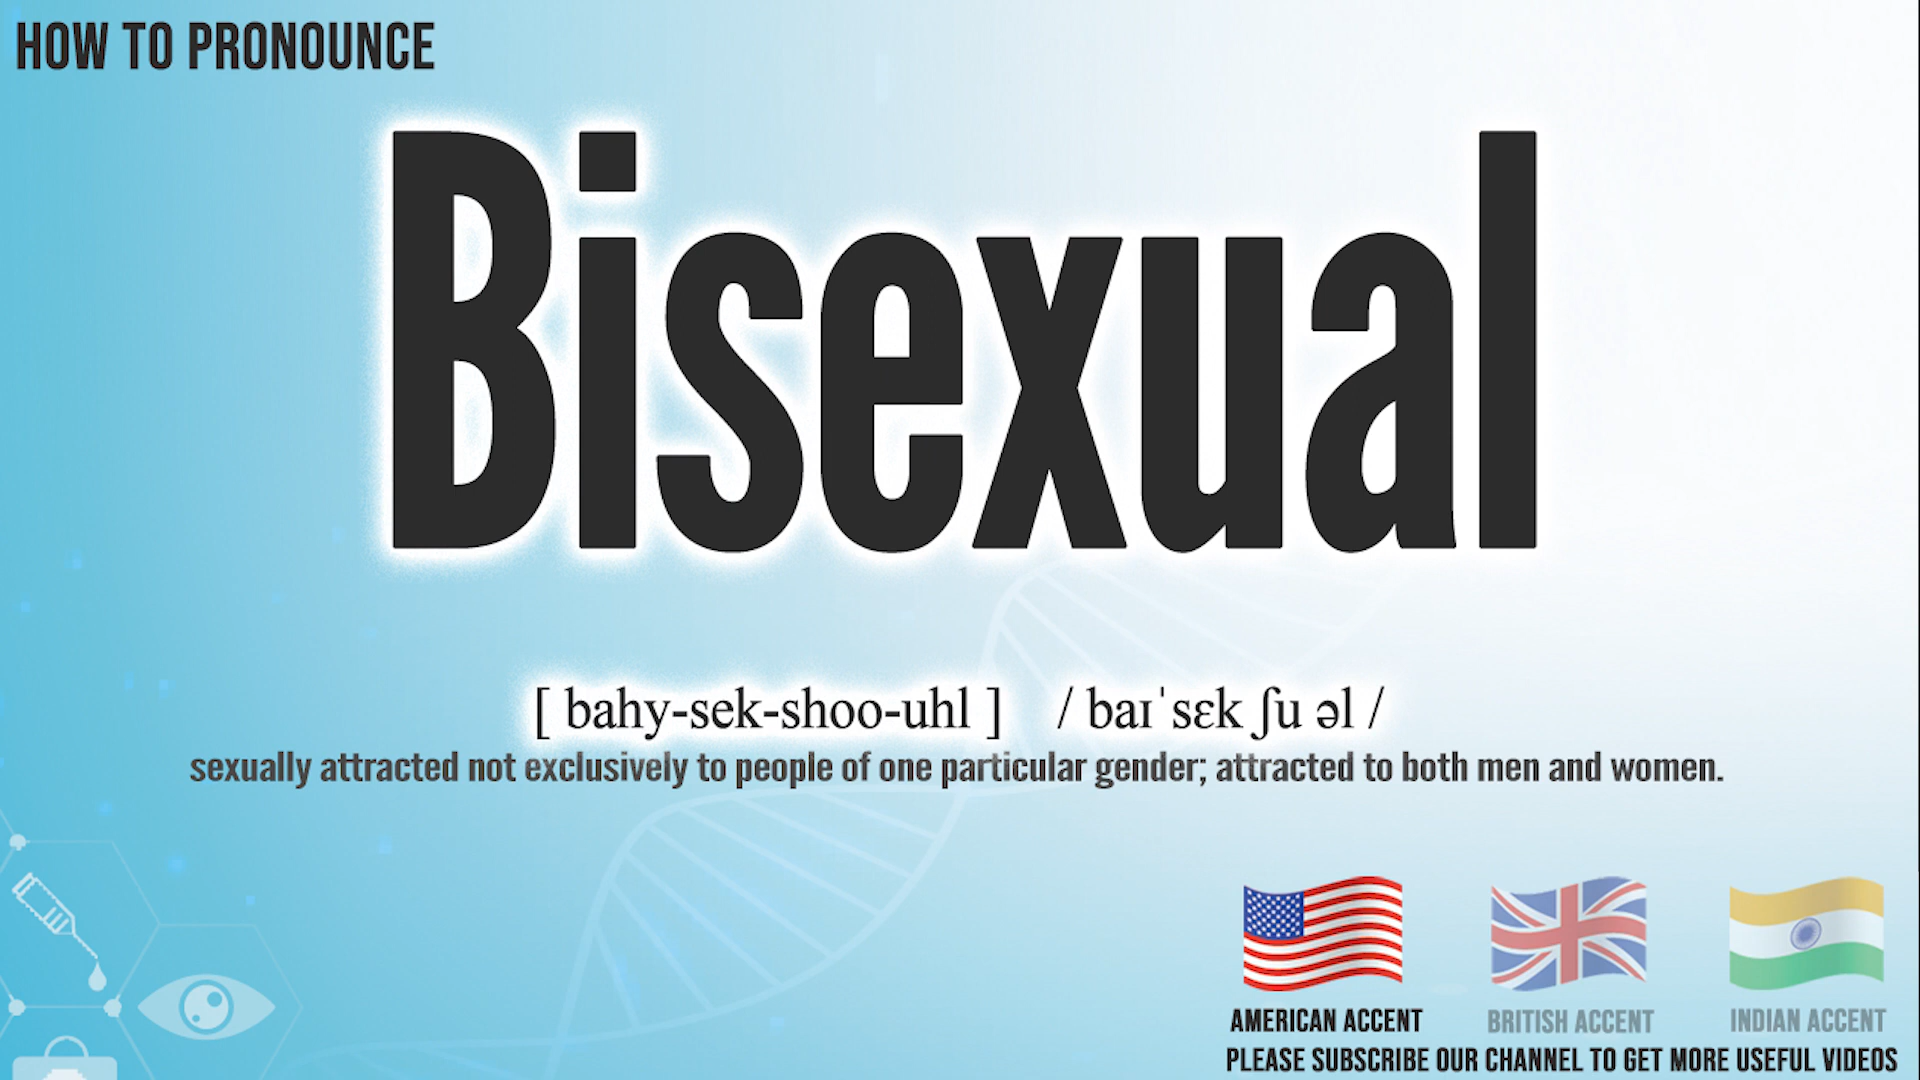 HOW TO PRONOUNCE
Bisexual
[ bahy-sek-shoo-uhl ] / baɪˈsɛk ʃu əl /
sexually attracted not exclusively to people of one particular gender; attracted to both men and women.
AMERICAN ACCENT BRITISH ACCENT INDIAN ACCENT
PLEASE SUBSCRIBE OUR CHANNEL TO GET MORE USEFUL VIDEOS